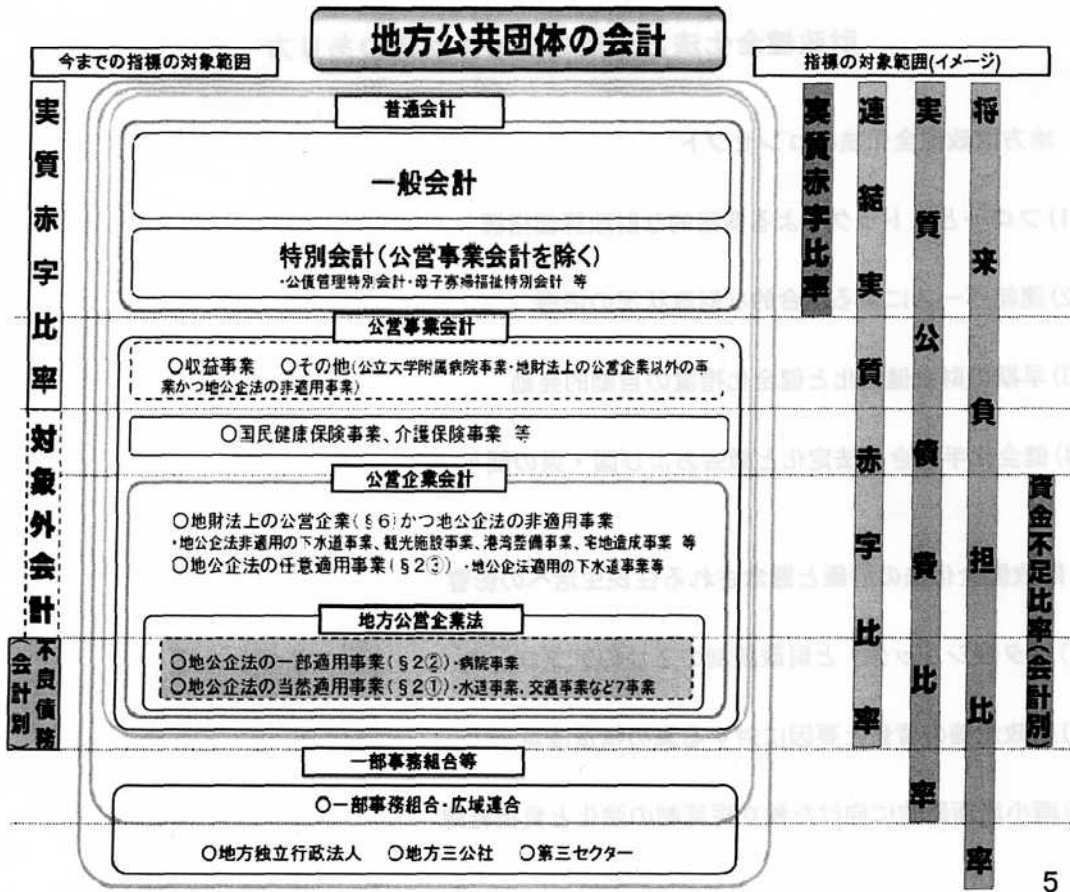 地方公共団体の会計
今までの指標の対象範囲
指標の対象範囲(イメージ)
実質赤字比率
対象外会計
不良債務
(会計別)
普通会計
一般会計
特別会計(公営事業会計を除く)
・公債管理特別会計・母子寡婦福祉特別会計 等
公営事業会計
○収益事業 ○その他(公立大学附属病院事業・地財法上の公営企業以外の事
業かつ地公企法の非適用事業)
○国民健康保険事業、介護保険事業 等
公営企業会計
○地財法上の公営企業(§6)かつ地公企法の非適用事業
・地公企法非適用の下水道事業、観光施設事業、港湾整備事業、宅地造成事業 等
○地公企法の任意適用事業(§2③) ・地公企法適用の下水道事業等
地方公営企業法
○地公企法の一部適用事業(§2②)・病院事業
○地公企法の当然適用事業(§2①)・水道事業、交通事業など7事業
一部事務組合等
○一部事務組合・広域連合
○地方独立行政法人 ○地方三公社 ○第三セクター
実質赤字比率
連結実質赤字比率
実質公債費比率
将来負担比率
資金不足比率(会計別)
5